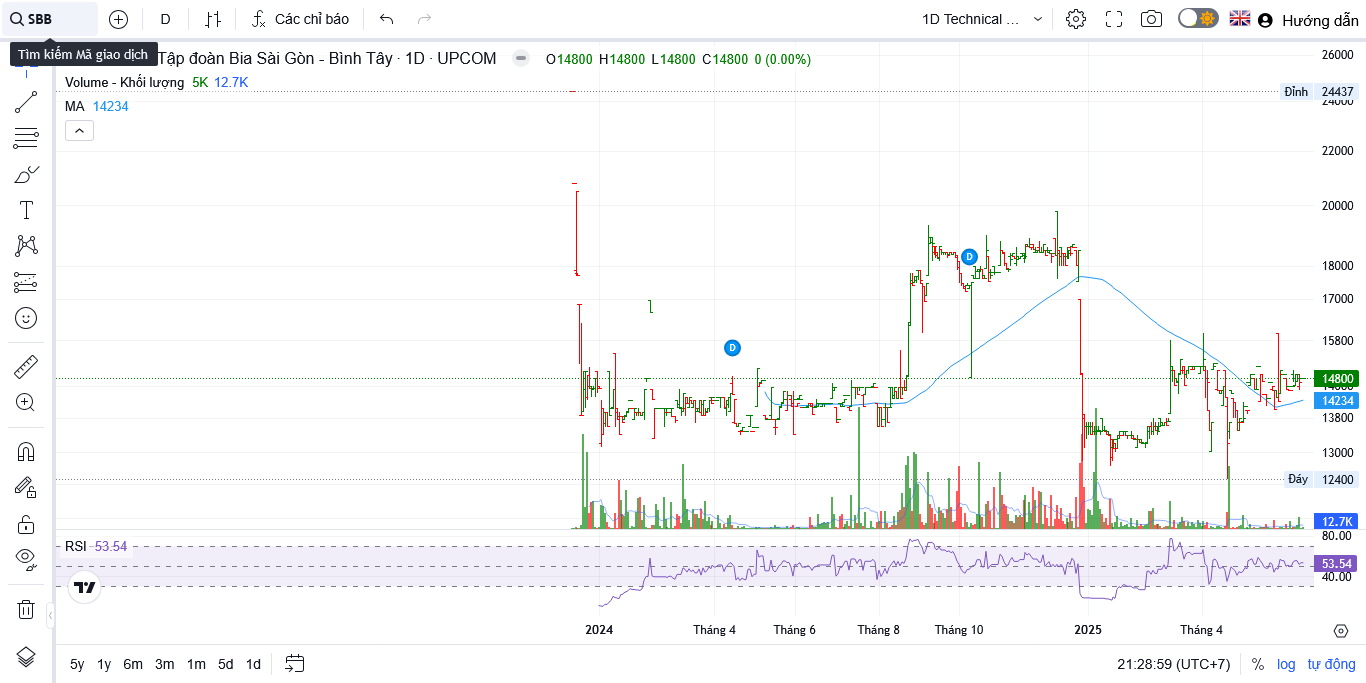 SBB
D
Các chỉ báo
1D Technical ...
Hướng dẫn
Tìm kiếm Mã giao dịch
Tập đoàn Bia Sài Gòn - Bình Tây · 1D · UPCOM
O14800 H14800 L14800 C14800 0 (0.00%)
Volume - Khối lượng 5K 12.7K
MA 14234
26000
Đỉnh 24437
24000
22000
20000
18000
17000
15800
14800
14234
13800
13000
Đáy 12400
12.7K
D
D
RSI 53.54
80.00
53.54
40.00
2024 Tháng 4 Tháng 6 Tháng 8 Tháng 10 2025 Tháng 4
5y 1y 6m 3m 1m 5d 1d
21:28:59 (UTC+7) % log tự động